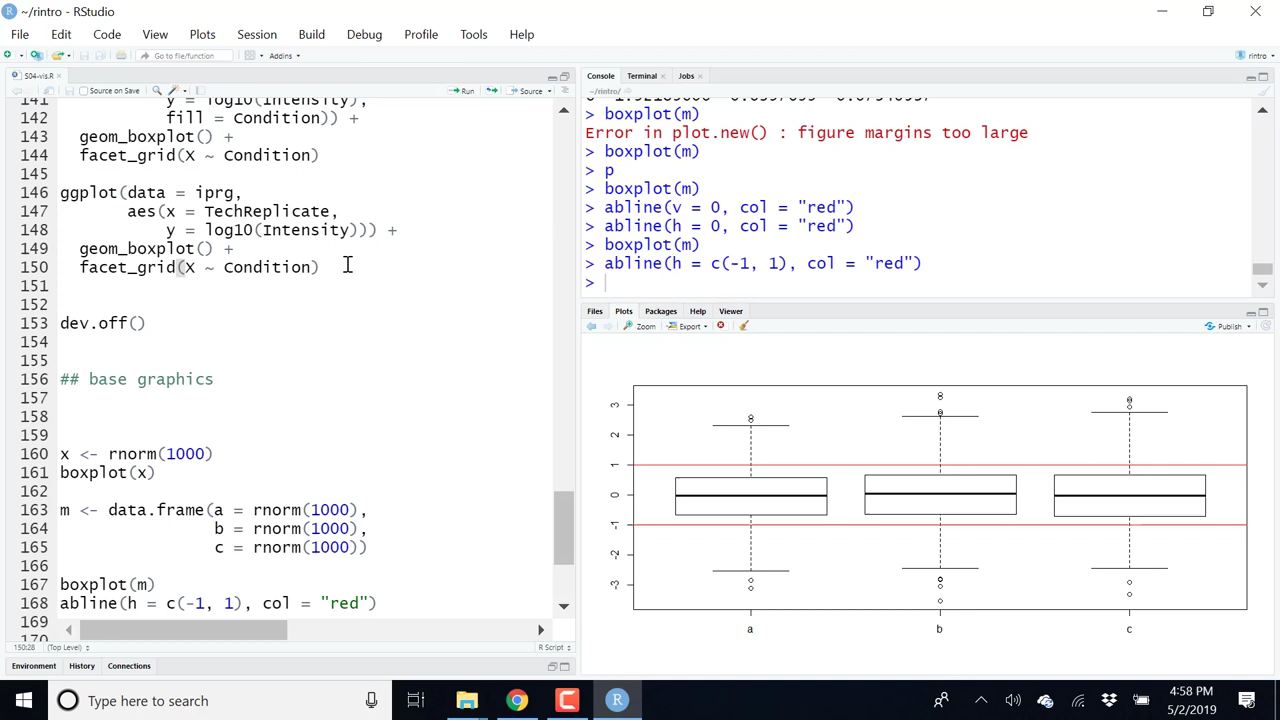 ~/rintro - RStudio
File Edit Code View Plots Session Build Debug Profile Tools Help
Go to file/function Addins rintro
S04-vis.R
Source on Save Run Source
142 fill = Condition)) +
143 geom_boxplot() +
144 facet_grid(X ~ Condition)
145
146 ggplot(data = iprg,
147 aes(x = TechReplicate,
148 y = log10(Intensity))) +
149 geom_boxplot() +
150 facet_grid(X ~ Condition)
151
152
153 dev.off()
154
155
156 ## base graphics
157
158
159
160 x <- rnorm(1000)
161 boxplot(x)
162
163 m <- data.frame(a = rnorm(1000),
164 b = rnorm(1000),
165 c = rnorm(1000))
166
167 boxplot(m)
168 abline(h = c(-1, 1), col = "red")
169
150:28 (Top Level) R Script
Environment History Connections
Console Terminal Jobs
~/rintro/
> boxplot(m)
Error in plot.new() : figure margins too large
> boxplot(m)
> p
> boxplot(m)
> abline(v = 0, col = "red")
> abline(h = 0, col = "red")
> boxplot(m)
> abline(h = c(-1, 1), col = "red")
>
Files Plots Packages Help Viewer
Zoom Export Publish
3
2
1
0
-1
-2
-3
a b c
Type here to search
4:58 PM
5/2/2019